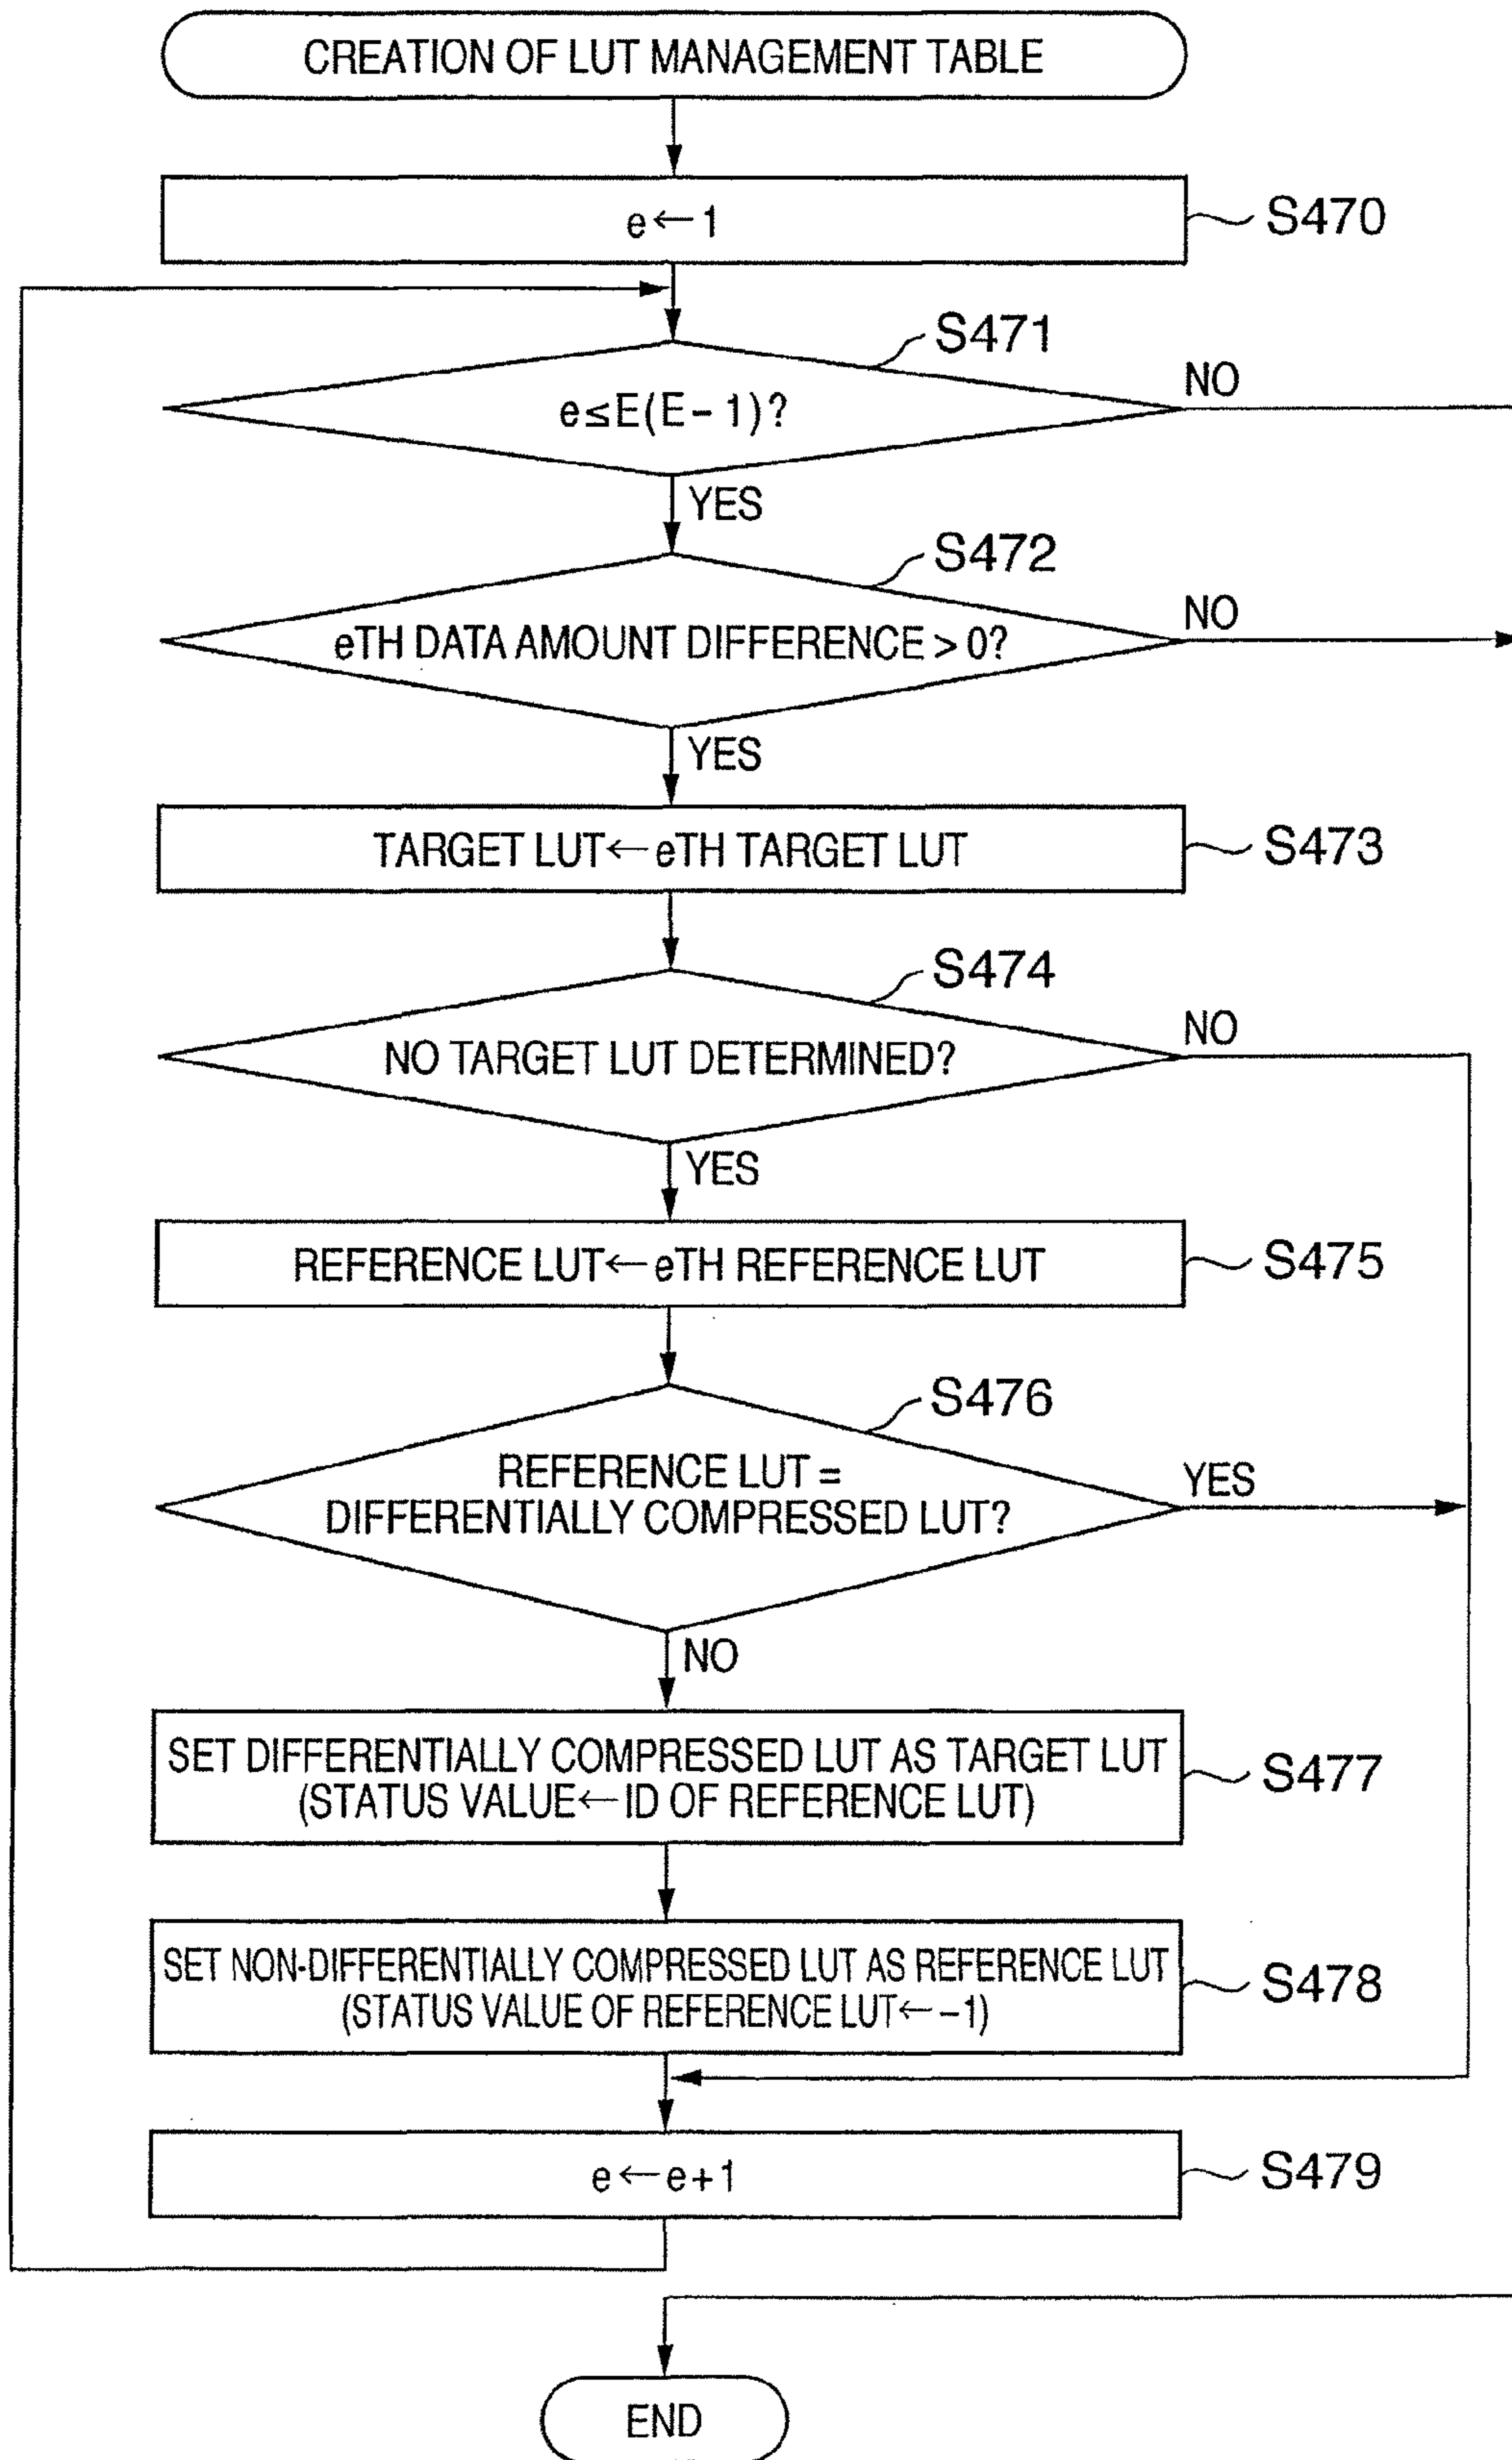 CREATION OF LUT MANAGEMENT TABLE
e←1
S470
S471
e≤E(E-1)?
NO
YES
S472
eTH DATA AMOUNT DIFFERENCE > 0?
NO
YES
TARGET LUT←eTH TARGET LUT
S473
S474
NO TARGET LUT DETERMINED?
NO
YES
REFERENCE LUT←eTH REFERENCE LUT
S475
S476
REFERENCE LUT =
DIFFERENTIALLY COMPRESSED LUT?
YES
NO
SET DIFFERENTIALLY COMPRESSED LUT AS TARGET LUT
(STATUS VALUE←ID OF REFERENCE LUT)
S477
SET NON-DIFFERENTIALLY COMPRESSED LUT AS REFERENCE LUT
(STATUS VALUE OF REFERENCE LUT←-1)
S478
e←e+1
S479
END